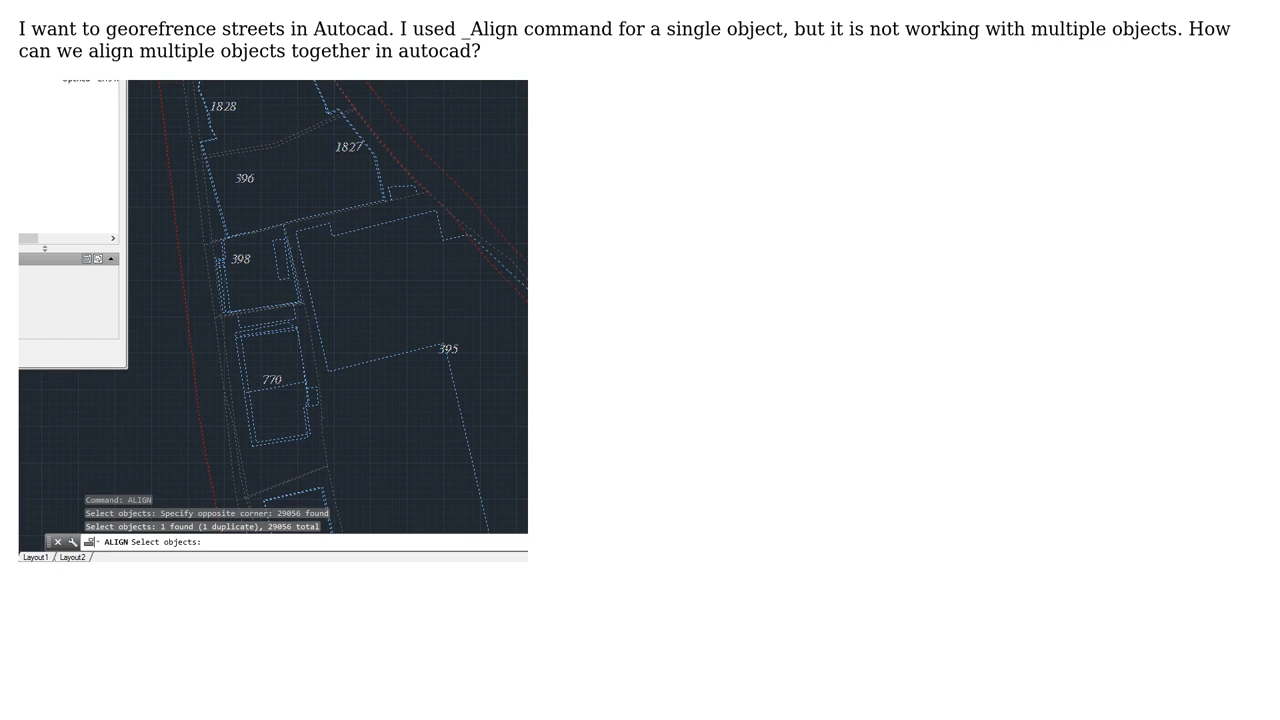 I want to georefrence streets in Autocad. I used _Align command for a single object, but it is not working with multiple objects. How
can we align multiple objects together in autocad?
1828
1827
396
398
395
770
Command: ALIGN
Select objects: Specify opposite corner: 29056 found
Select objects: 1 found (1 duplicate), 29056 total
ALIGN Select objects:
Layout1 Layout2